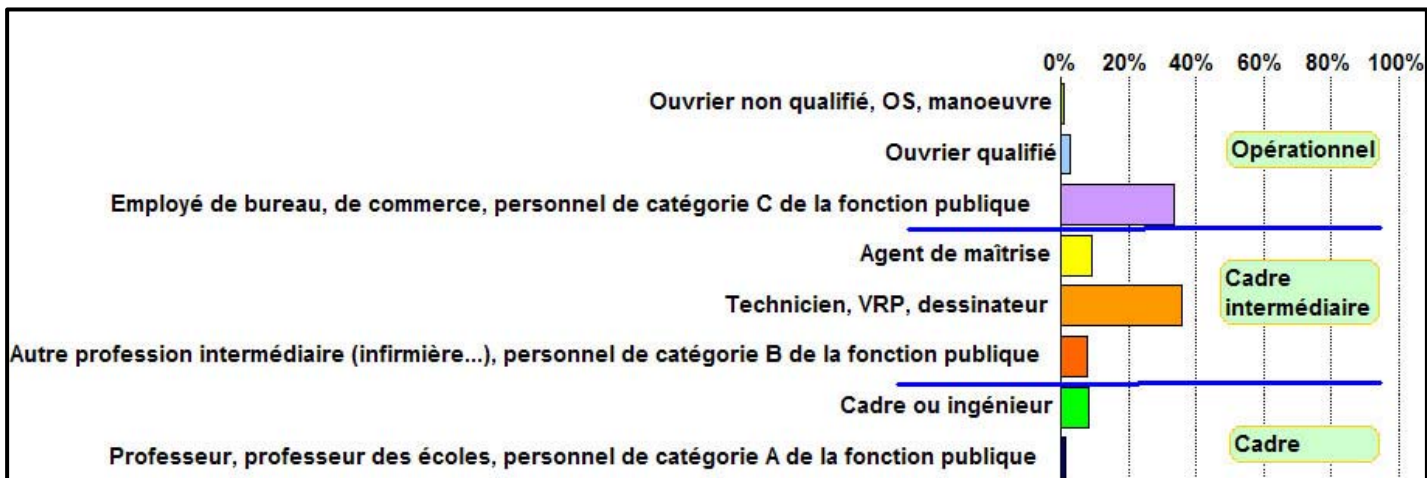 0% 20% 40% 60% 80% 100%
Ouvrier non qualifié, OS, manoeuvre
Ouvrier qualifié
Opérationnel
Employé de bureau, de commerce, personnel de catégorie C de la fonction publique
Agent de maîtrise
Cadre
intermédiaire
Technicien, VRP, dessinateur
Autre profession intermédiaire (infirmière...), personnel de catégorie B de la fonction publique
Cadre ou ingénieur
Cadre
Professeur, professeur des écoles, personnel de catégorie A de la fonction publique